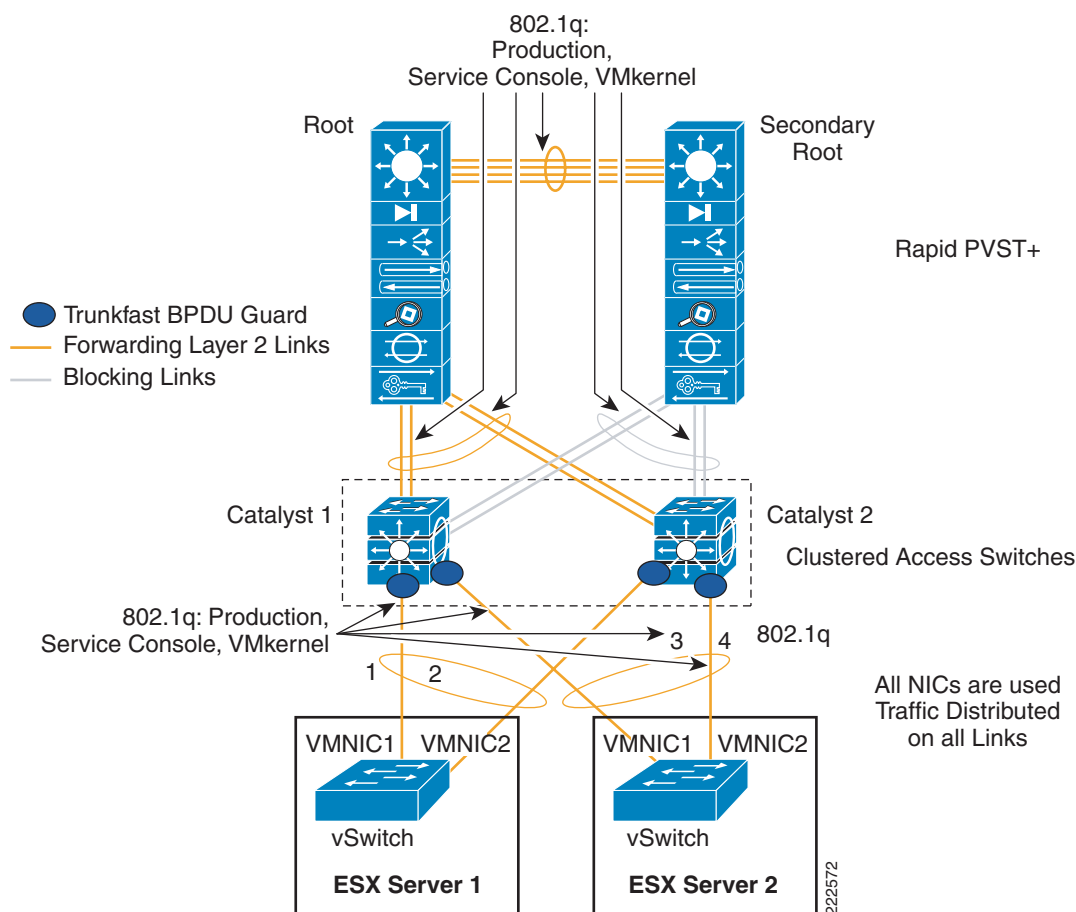 802.1q:
Production,
Service Console, VMkernel
Root
Secondary
Root
Rapid PVST+
Trunkfast BPDU Guard
Forwarding Layer 2 Links
Blocking Links
Catalyst 1
Catalyst 2
Clustered Access Switches
802.1q: Production,
Service Console, VMkernel
802.1q
1
2
3
4
All NICs are used
Traffic Distributed
on all Links
VMNIC1
VMNIC2
VMNIC1
VMNIC2
vSwitch
vSwitch
ESX Server 1
ESX Server 2
222572